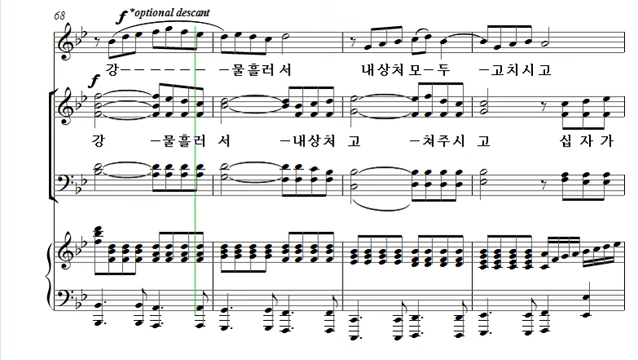 68
f *optional descant
강- - - - - - - -물흘러서 내상처모-두 -고치시고
f
강 -물흘러 서 -내상처 고 -쳐주시 고 십자가